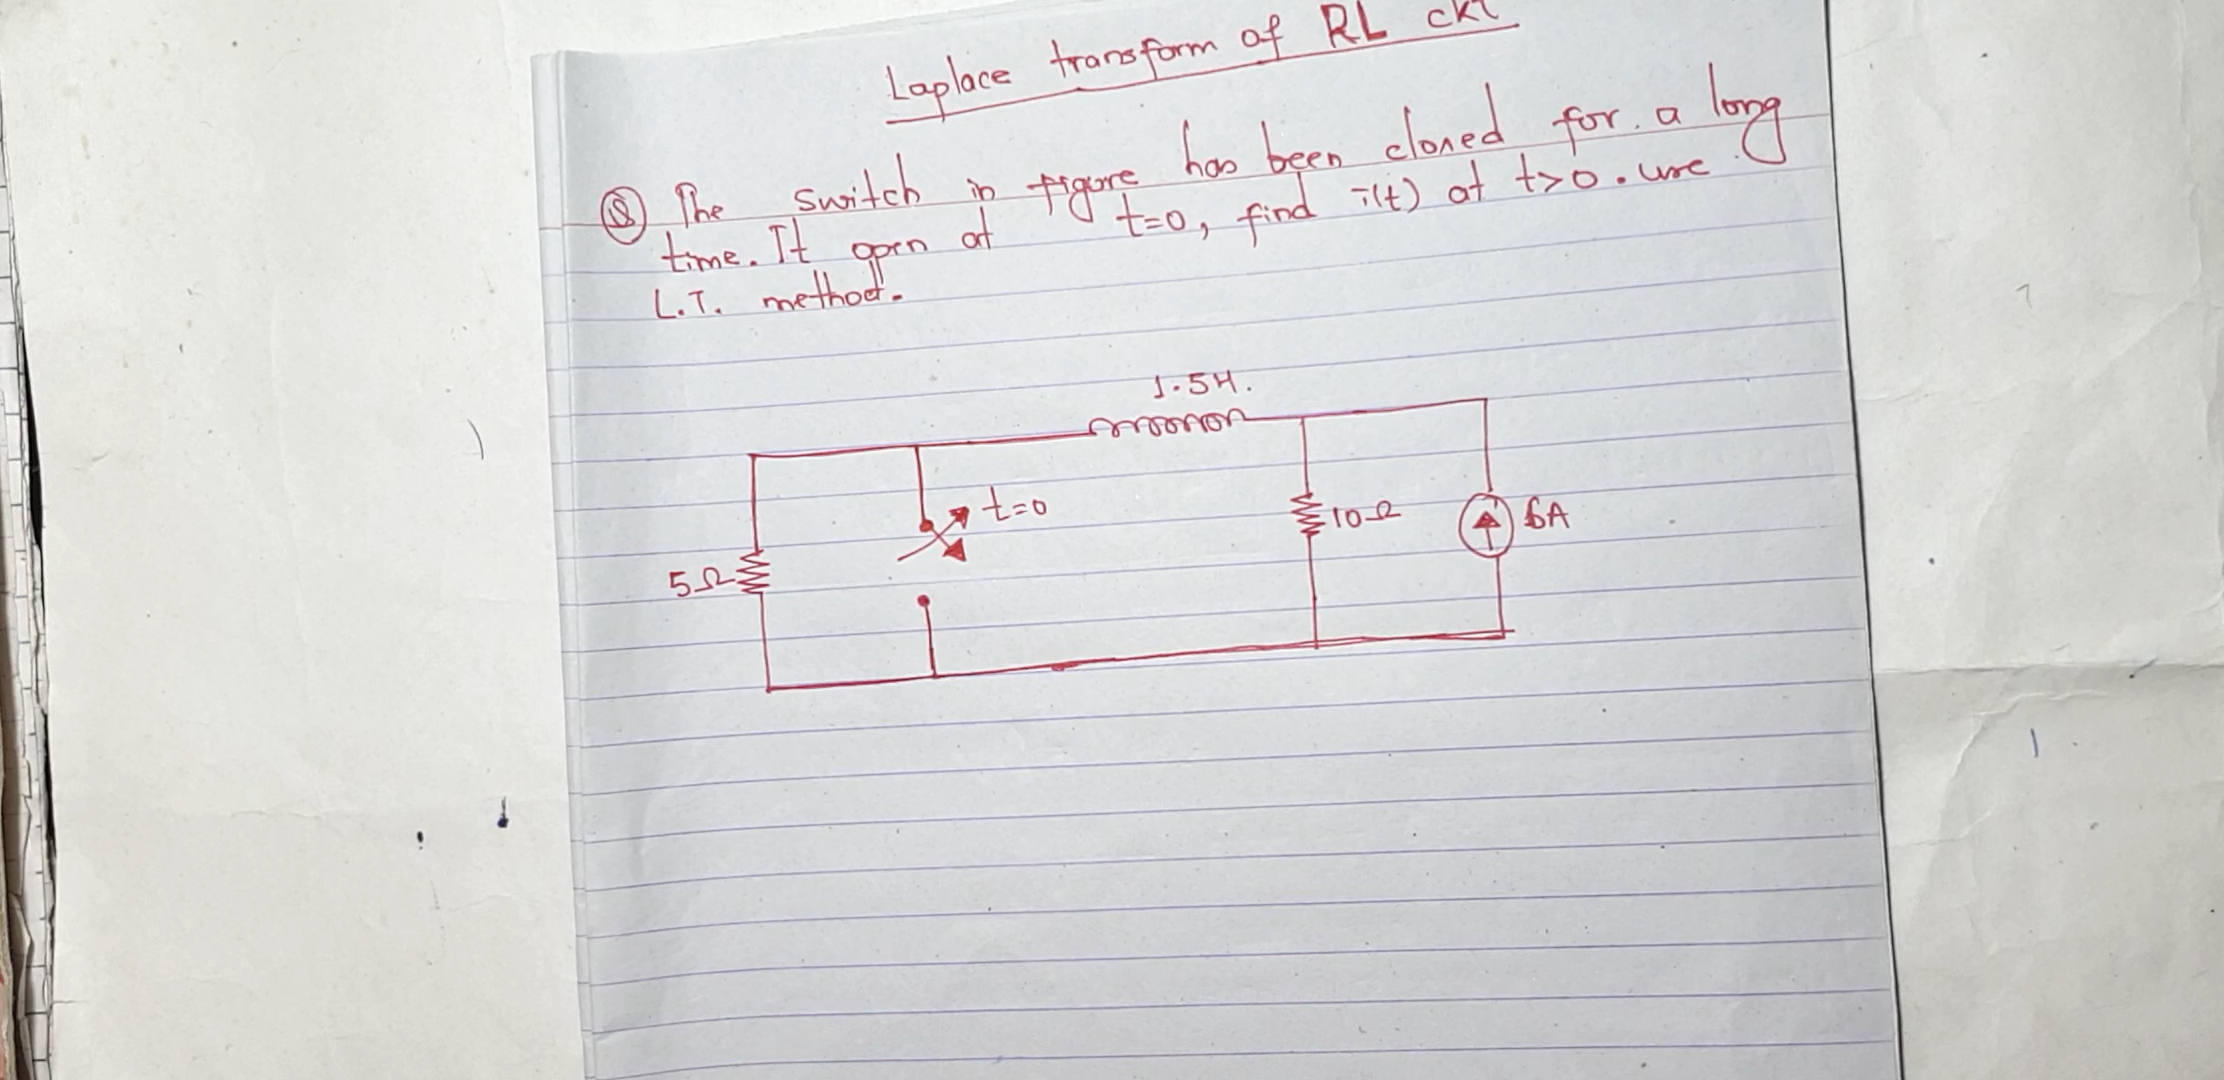 Laplace transform of RL ckt
Q The switch in figure has been closed for a long
time. It open at t=0, find i(t) at t>0. use
L.T. method.
1.5H.
t=0
5Ω
10Ω
6A